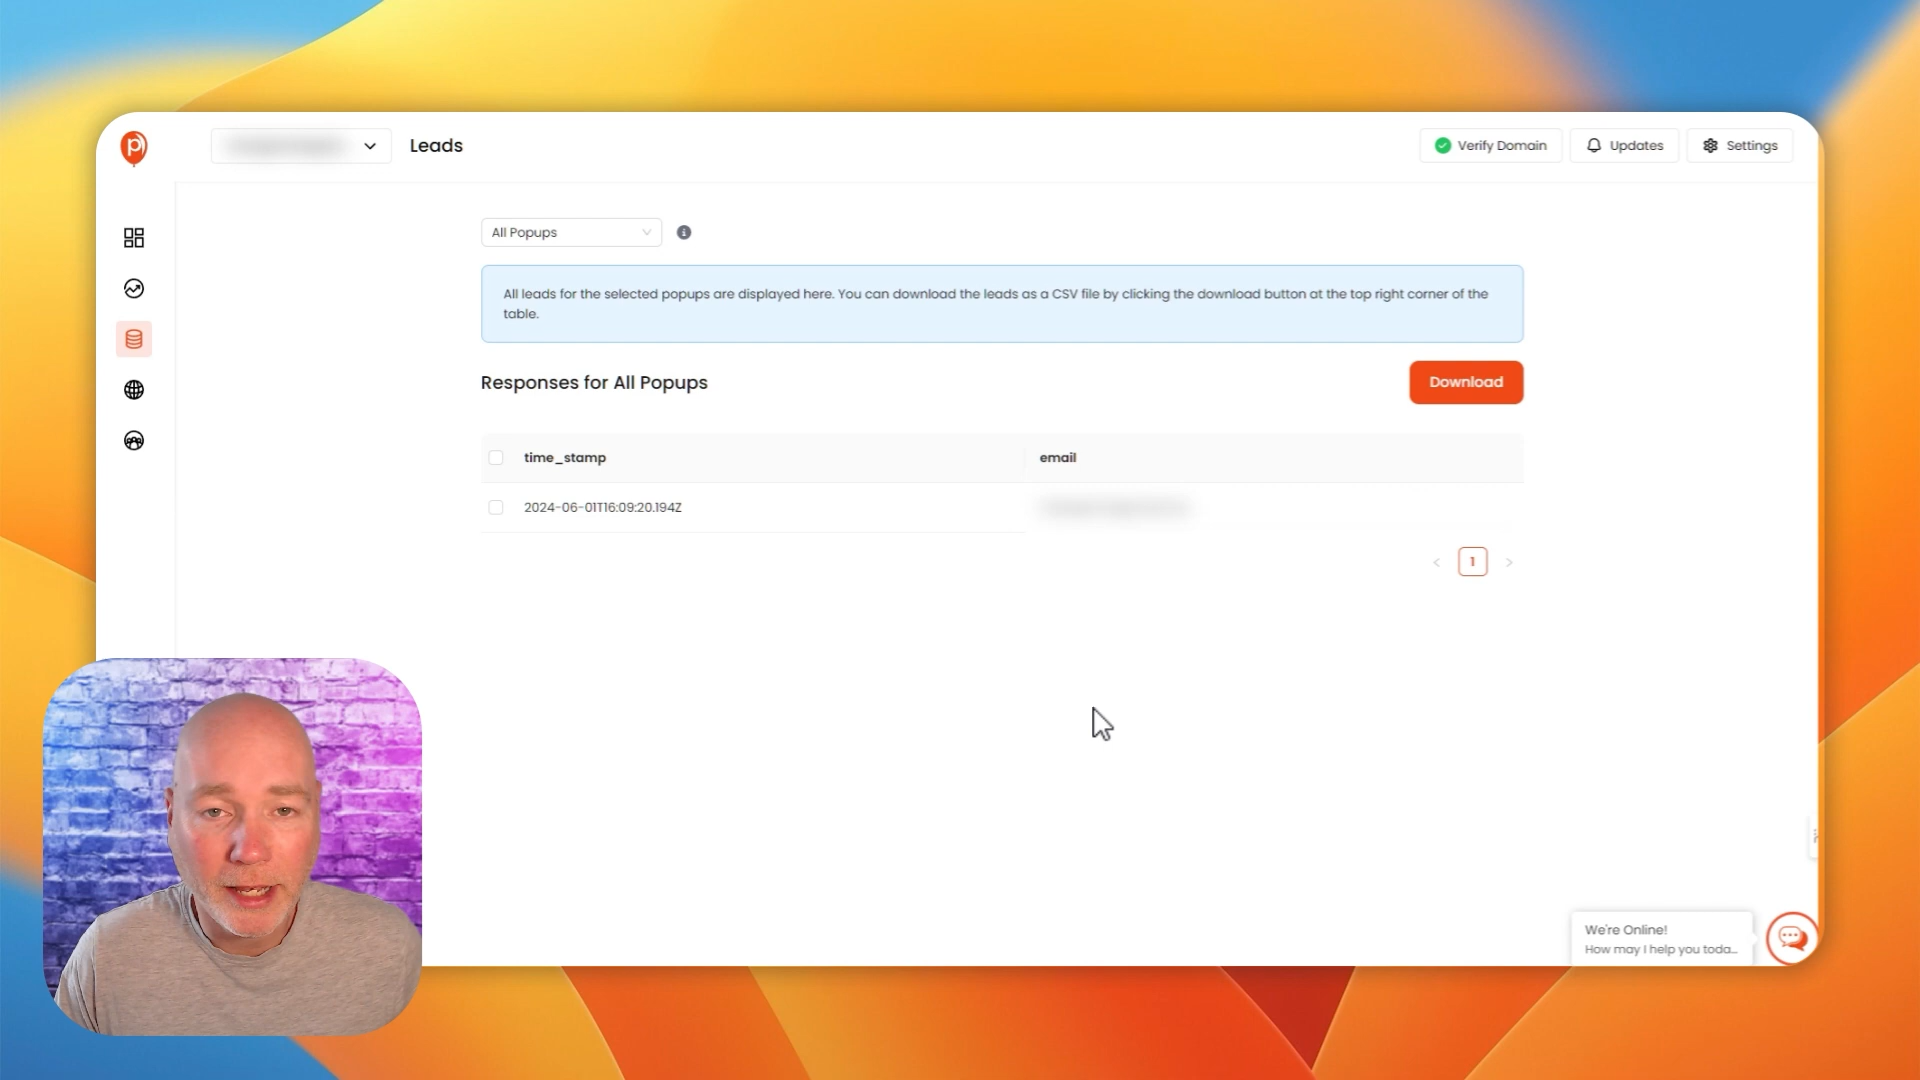 Leads
Verify Domain
Updates
Settings
All Popups
All leads for the selected popups are displayed here. You can download the leads as a CSV file by clicking the download button at the top right corner of the
table.
Responses for All Popups
Download
time_stamp
email
2024-06-01T16:09:20.194Z
1
We're Online!
How may I help you toda...